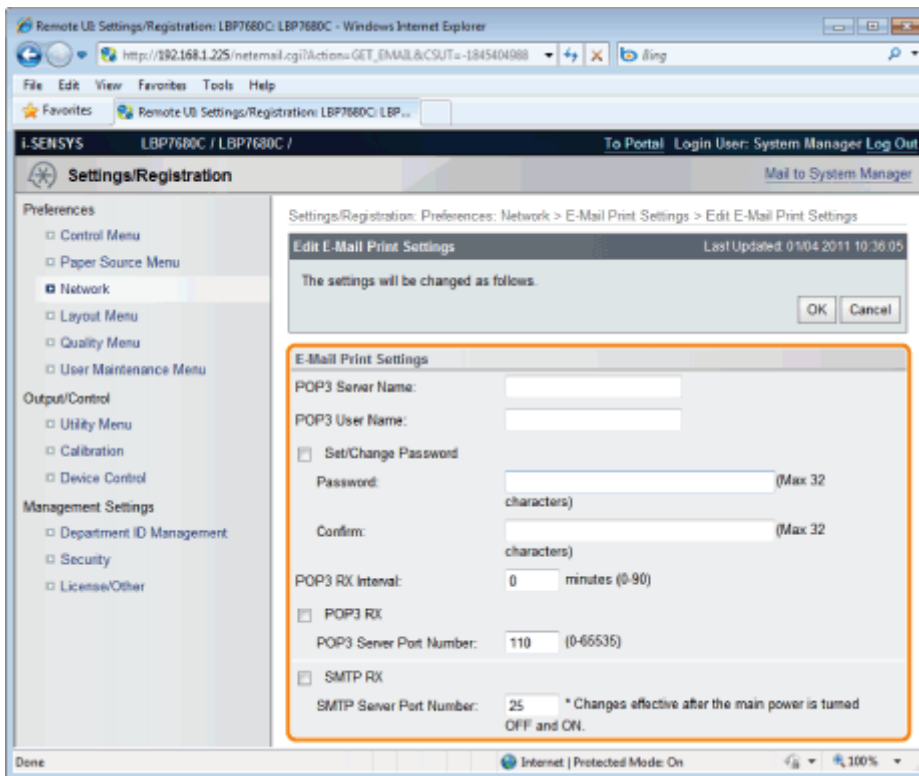 Remote UI: Settings/Registration: LBP7680C: LBP7680C - Windows Internet Explorer
http://192.168.1.225/netemail.cgi?Action=GET_EMAIL&CSUT=-1845404988
Bing
File Edit View Favorites Tools Help
Favorites
Remote UI: Settings/Registration: LBP7680C: LBP...
i-SENSYS LBP7680C / LBP7680C / To Portal Login User: System Manager Log Out
Settings/Registration Mail to System Manager
Preferences
Control Menu
Paper Source Menu
Network
Layout Menu
Quality Menu
User Maintenance Menu
Output/Control
Utility Menu
Calibration
Device Control
Management Settings
Department ID Management
Security
License/Other
Settings/Registration: Preferences: Network > E-Mail Print Settings > Edit E-Mail Print Settings
Edit E-Mail Print Settings Last Updated: 01/04 2011 10:36:05
The settings will be changed as follows.
OK Cancel
E-Mail Print Settings
POP3 Server Name:
POP3 User Name:
Set/Change Password
Password: (Max 32
characters)
Confirm: (Max 32
characters)
POP3 RX Interval: 0 minutes (0-90)
POP3 RX
POP3 Server Port Number: 110 (0-65535)
SMTP RX
SMTP Server Port Number: 25 * Changes effective after the main power is turned
OFF and ON.
Done Internet | Protected Mode: On 100%